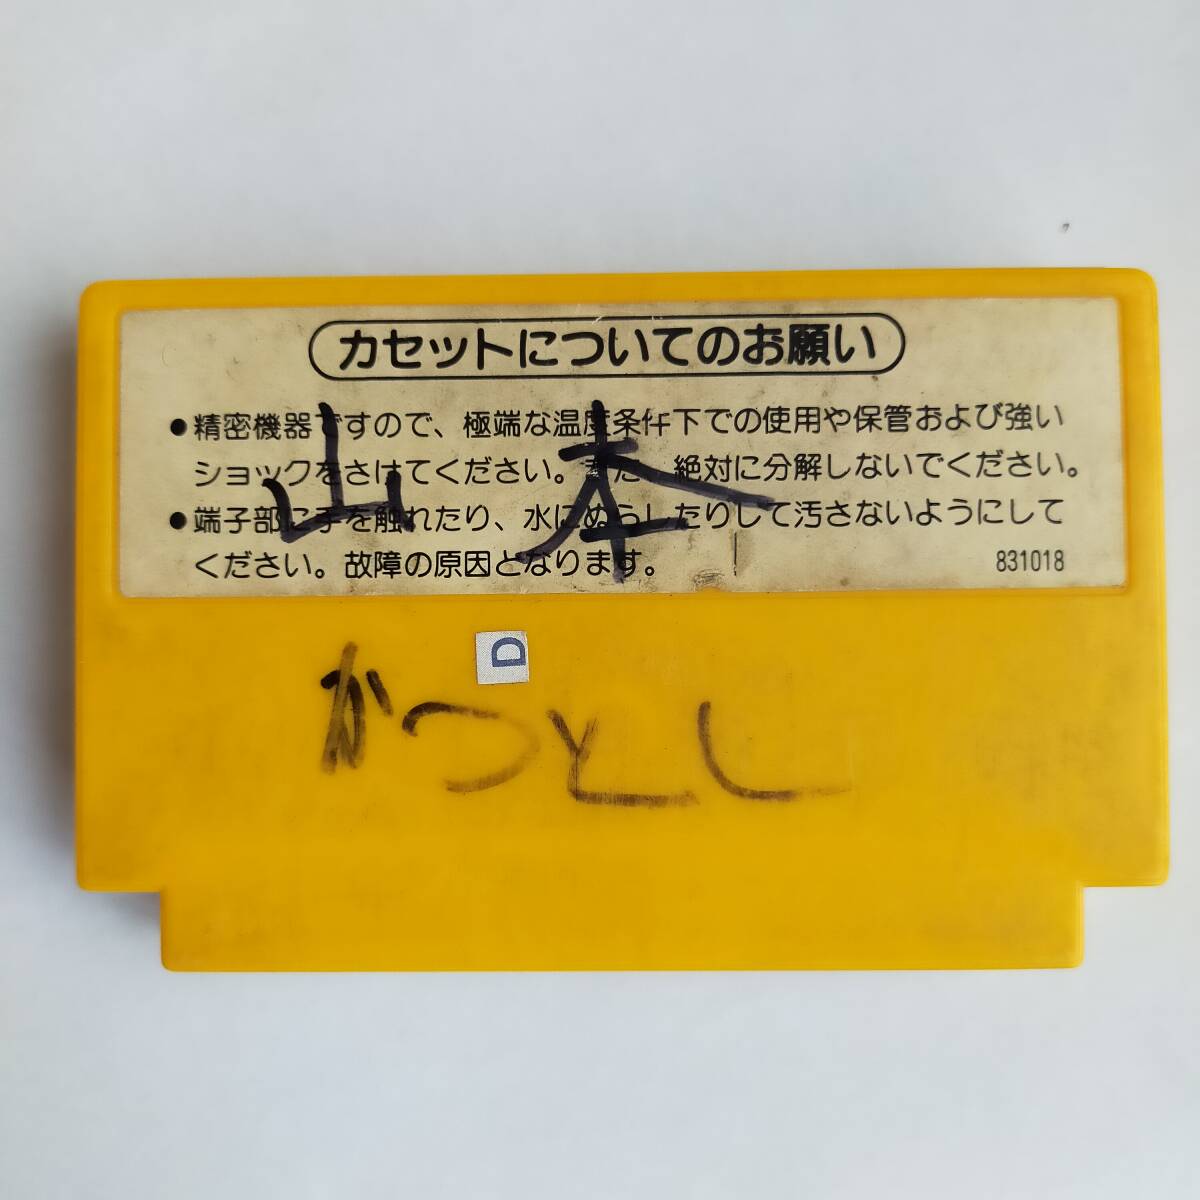 カセットについてのお願い
●精密機器ですので、極端な温度条件下での使用や保管および強い
ショックをさけてください。また、絶対に分解しないでください。
●端子部に手を触れたり、水にぬらしたりして汚さないようにして
ください。故障の原因となります。
831018
山本
D
かつとし